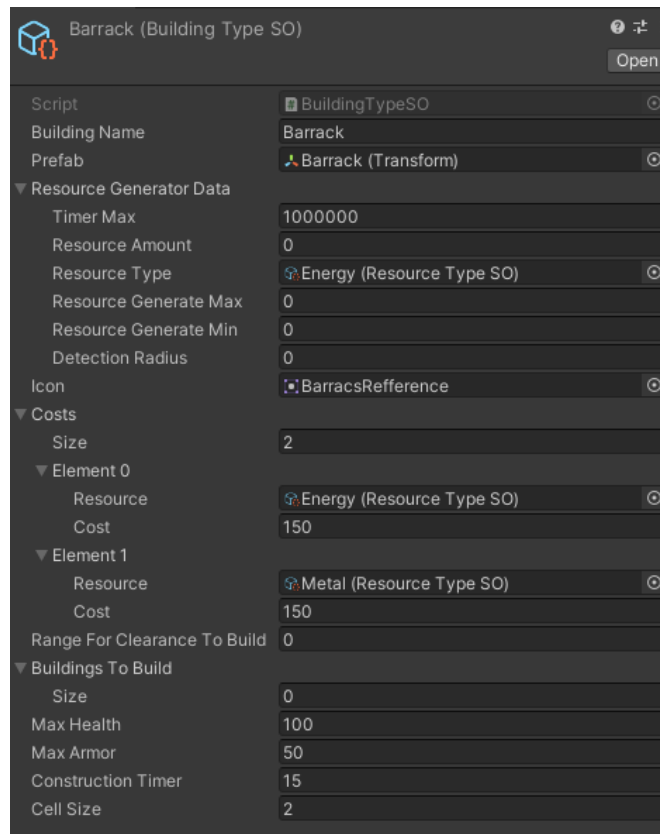 Barrack (Building Type SO)
Open
Script BuildingTypeSO
Building Name Barrack
Prefab Barrack (Transform)
Resource Generator Data
Timer Max 1000000
Resource Amount 0
Resource Type Energy (Resource Type SO)
Resource Generate Max 0
Resource Generate Min 0
Detection Radius 0
Icon BarracsRefference
Costs
Size 2
Element 0
Resource Energy (Resource Type SO)
Cost 150
Element 1
Resource Metal (Resource Type SO)
Cost 150
Range For Clearance To Build 0
Buildings To Build
Size 0
Max Health 100
Max Armor 50
Construction Timer 15
Cell Size 2